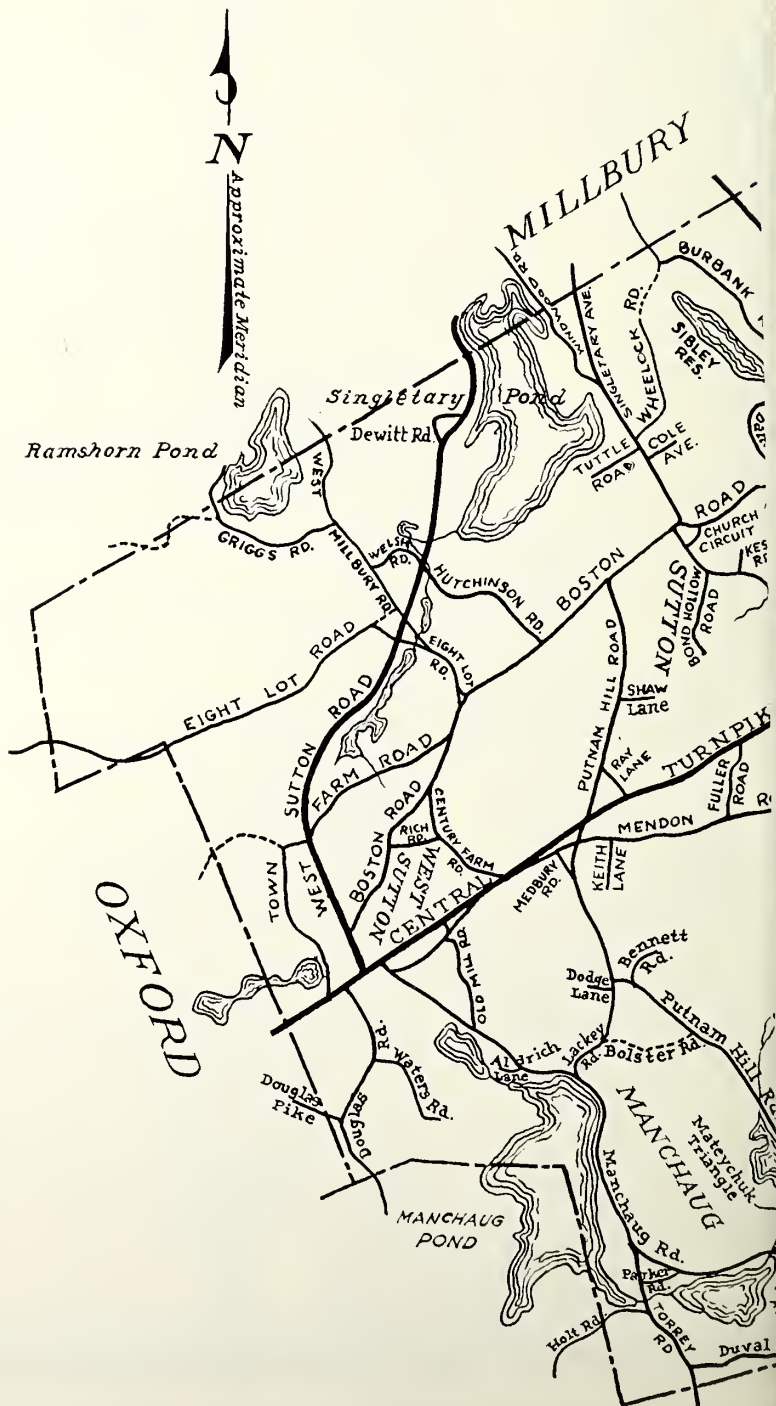 N
Approximate Meridian
MILLBURY
WINDWOOD RD.
SINGLETARY AVE.
WHEELOCK RD.
BURBANK
SIBLEY
RES.
Singletary Pond
Dewitt Rd.
Ramshorn Pond
TUTTLE
ROAD
COLE
AVE.
WEST
MILLBURY RD.
GRIGGS RD.
WELSH
RD.
HUTCHINSON RD.
BOSTON ROAD
CHURCH
CIRCUIT
SUTTON
BOND HOLLOW
ROAD
EIGHT LOT ROAD
EIGHT LOT
RD.
PUTNAM HILL ROAD
SHAW
Lane
RAY
LANE
TURNPIK
FULLER
ROAD
MENDON
SUTTON ROAD
FARM ROAD
BOSTON ROAD
RICH
RD.
CENTURY FARM
RD.
WEST
SUTTON
CENTRAL
MEDBURY
RD.
KEITH
LANE
TOWN
WEST
OXFORD
OLD MILL RD.
Dodge
Lane
Bennett
Rd.
Putnam Hill Rd
Lackey
Rd.
Bolster Rd.
Aldrich
Lane
Douglas Rd.
Waters Rd.
Douglas
Pike
MANCHAUG
Mateychuk
Triangle
MANCHAUG
POND
Manchaug Rd.
Parker
Rd.
Holt Rd.
TORREY
RD
Duval